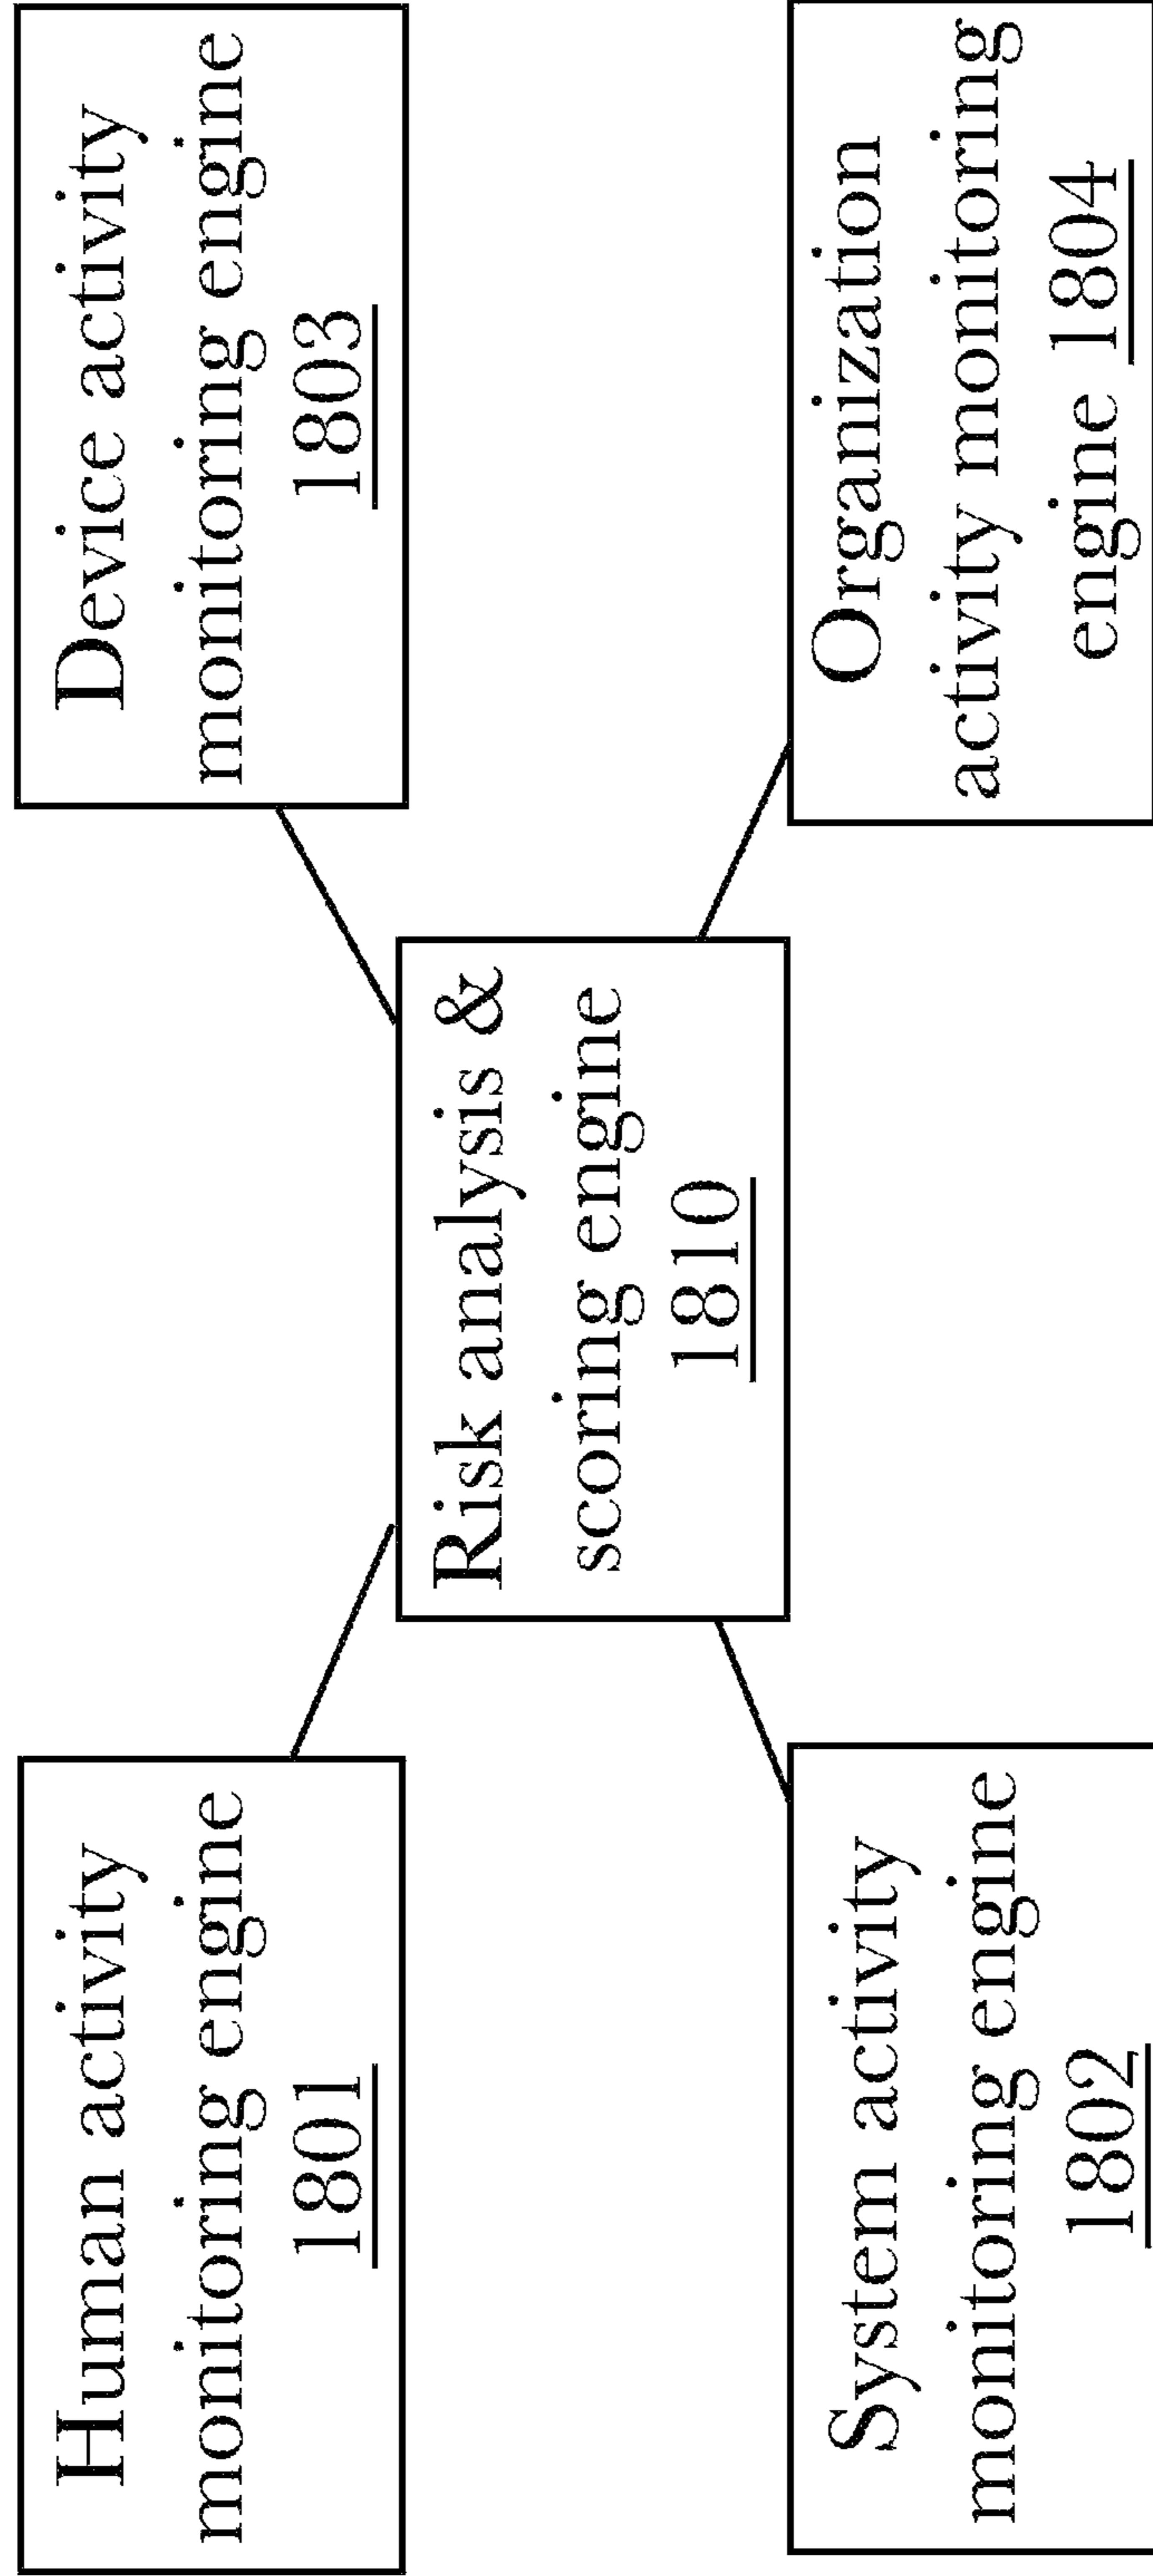 Human activity
monitoring engine
1801
Device activity
monitoring engine
1803
Risk analysis &
scoring engine
1810
System activity
monitoring engine
1802
Organization
activity monitoring
engine 1804